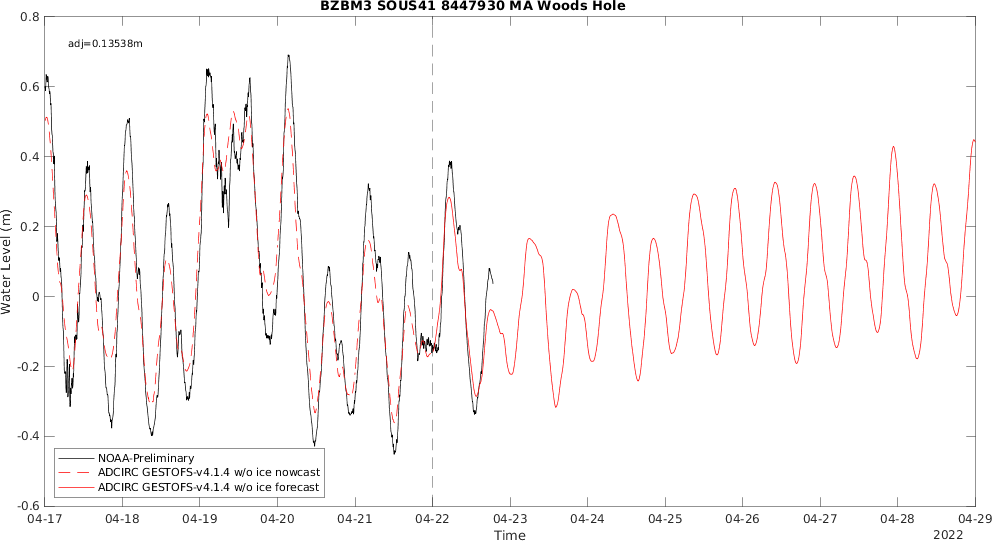 BZBM3 SOUS41 8447930 MA Woods Hole
adj=0.13538m
Water Level (m)
0.8
0.6
0.4
0.2
0
-0.2
-0.4
-0.6
NOAA-Preliminary
ADCIRC GESTOFS-v4.1.4 w/o ice nowcast
ADCIRC GESTOFS-v4.1.4 w/o ice forecast
04-17 04-18 04-19 04-20 04-21 04-22 04-23 04-24 04-25 04-26 04-27 04-28 04-29
Time
2022